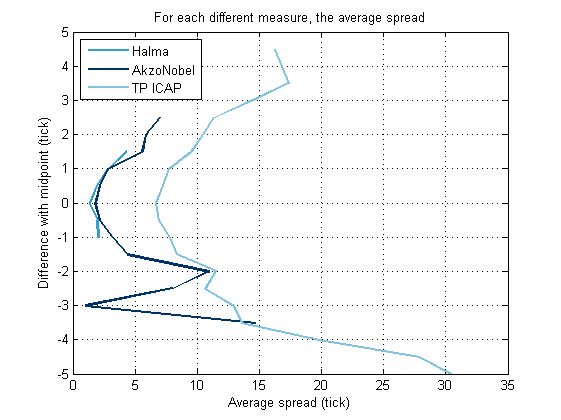 For each different measure, the average spread
Halma
AkzoNobel
TP ICAP
Difference with midpoint (tick)
5
4
3
2
1
0
-1
-2
-3
-4
-5
0 5 10 15 20 25 30 35
Average spread (tick)